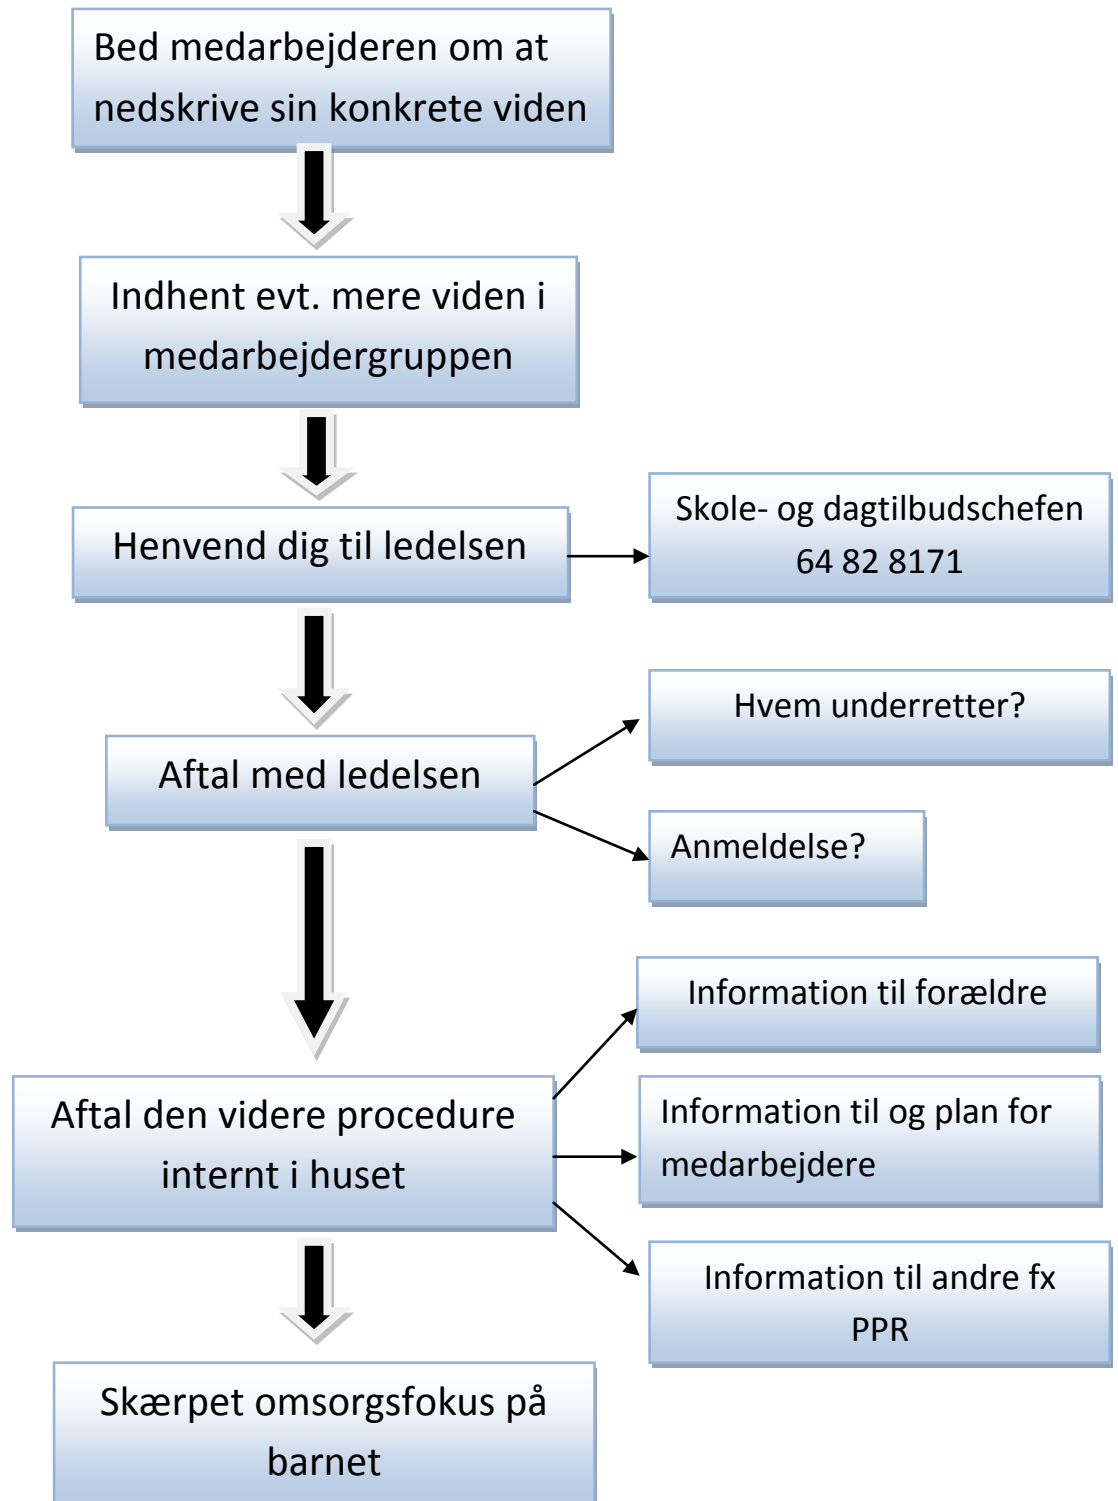 Bed medarbejderen om at
nedskrive sin konkrete viden
Indhent evt. mere viden i
medarbejdergruppen
Henvend dig til ledelsen
Skole- og dagtilbudschefen
64 82 8171
Aftal med ledelsen
Hvem underretter?
Anmeldelse?
Aftal den videre procedure
internt i huset
Information til forældre
Information til og plan for
medarbejdere
Information til andre fx
PPR
Skærpet omsorgsfokus på
barnet